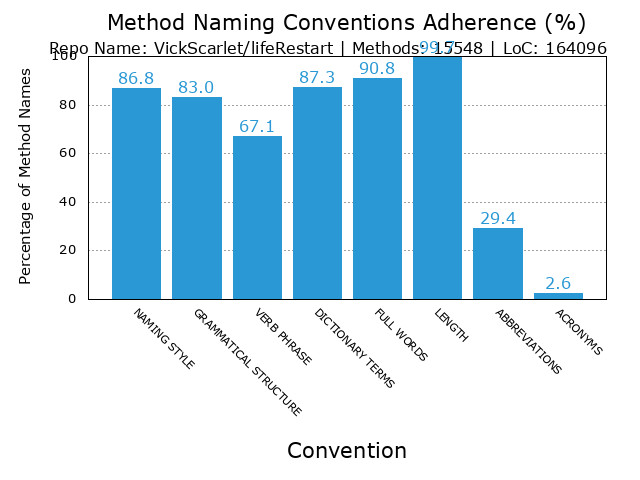 Method Naming Conventions Adherence (%)
Repo Name: VickScarlet/lifeRestart | Methods: 15548 | LoC: 164096
Percentage of Method Names
100
80
60
40
20
0
86.8
83.0
67.1
87.3
90.8
99.7
29.4
2.6
NAMING STYLE
GRAMMATICAL STRUCTURE
VERB PHRASE
DICTIONARY TERMS
FULL WORDS
LENGTH
ABBREVIATIONS
ACRONYMS
Convention